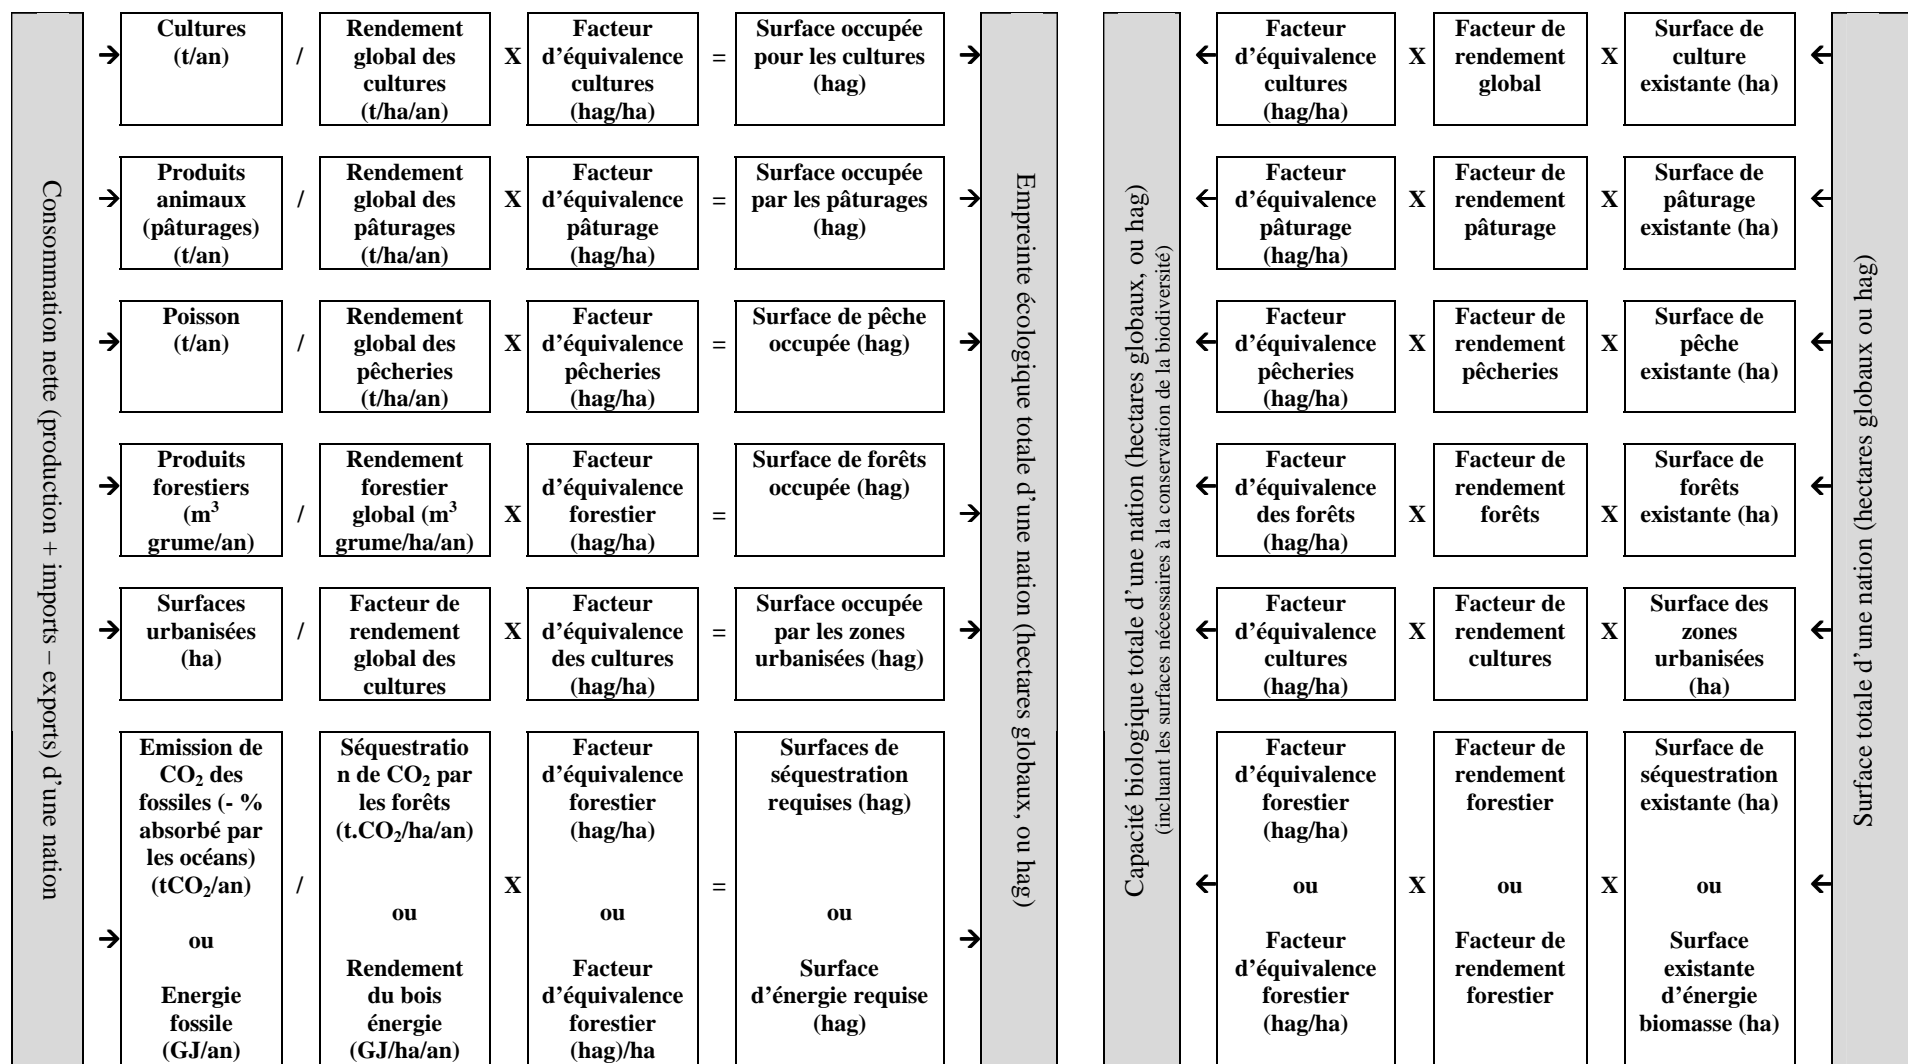 Consommation nette (production + imports – exports) d'une nation
→
Cultures
(t/an)
/
Rendement
global des
cultures
(t/ha/an)
X
Facteur
d'équivalence
cultures
(hag/ha)
=
Surface occupée
pour les cultures
(hag)
→
→
Produits
animaux
(pâturages)
(t/an)
/
Rendement
global des
pâturages
(t/ha/an)
X
Facteur
d'équivalence
pâturage
(hag/ha)
=
Surface occupée
par les pâturages
(hag)
→
→
Poisson
(t/an)
/
Rendement
global des
pêcheries
(t/ha/an)
X
Facteur
d'équivalence
pêcheries
(hag/ha)
=
Surface de pêche
occupée (hag)
→
→
Produits
forestiers
(m³
grume/an)
/
Rendement
forestier
global (m³
grume/ha/an)
X
Facteur
d'équivalence
forestier
(hag/ha)
=
Surface de forêts
occupée (hag)
→
→
Surfaces
urbanisées
(ha)
/
Facteur de
rendement
global des
cultures
X
Facteur
d'équivalence
des cultures
(hag/ha)
=
Surface occupée
par les zones
urbanisées (hag)
→
→
Emission de
CO₂ des
fossiles (- %
absorbé par
les océans)
(tCO₂/an)
ou
Energie
fossile
(GJ/an)
/
Séquestratio
n de CO₂ par
les forêts
(t.CO₂/ha/an)
ou
Rendement
du bois
énergie
(GJ/ha/an)
X
Facteur
d'équivalence
forestier
(hag/ha)
ou
Facteur
d'équivalence
forestier
(hag)/ha
=
Surfaces de
séquestration
requises (hag)
ou
Surface
d'énergie requise
(hag)
→
Empreinte écologique totale d'une nation (hectares globaux, ou hag)
Capacité biologique totale d'une nation (hectares globaux, ou hag)
(incluant les surfaces nécessaires à la conservation de la biodiversité)
←
Facteur
d'équivalence
cultures
(hag/ha)
X
Facteur de
rendement
global
X
Surface de
culture
existante (ha)
←
←
Facteur
d'équivalence
pâturage
(hag/ha)
X
Facteur de
rendement
pâturage
X
Surface de
pâturage
existante (ha)
←
←
Facteur
d'équivalence
pêcheries
(hag/ha)
X
Facteur de
rendement
pêcheries
X
Surface de
pêche
existante (ha)
←
←
Facteur
d'équivalence
des forêts
(hag/ha)
X
Facteur de
rendement
forêts
X
Surface de
forêts
existante (ha)
←
←
Facteur
d'équivalence
cultures
(hag/ha)
X
Facteur de
rendement
cultures
X
Surface des
zones
urbanisées
(ha)
←
←
Facteur
d'équivalence
forestier
(hag/ha)
ou
Facteur
d'équivalence
forestier
(hag/ha)
X
Facteur de
rendement
forestier
ou
Facteur de
rendement
forestier
X
Surface de
séquestration
existante (ha)
ou
Surface
existante
d'énergie
biomasse (ha)
←
Surface totale d'une nation (hectares globaux ou hag)